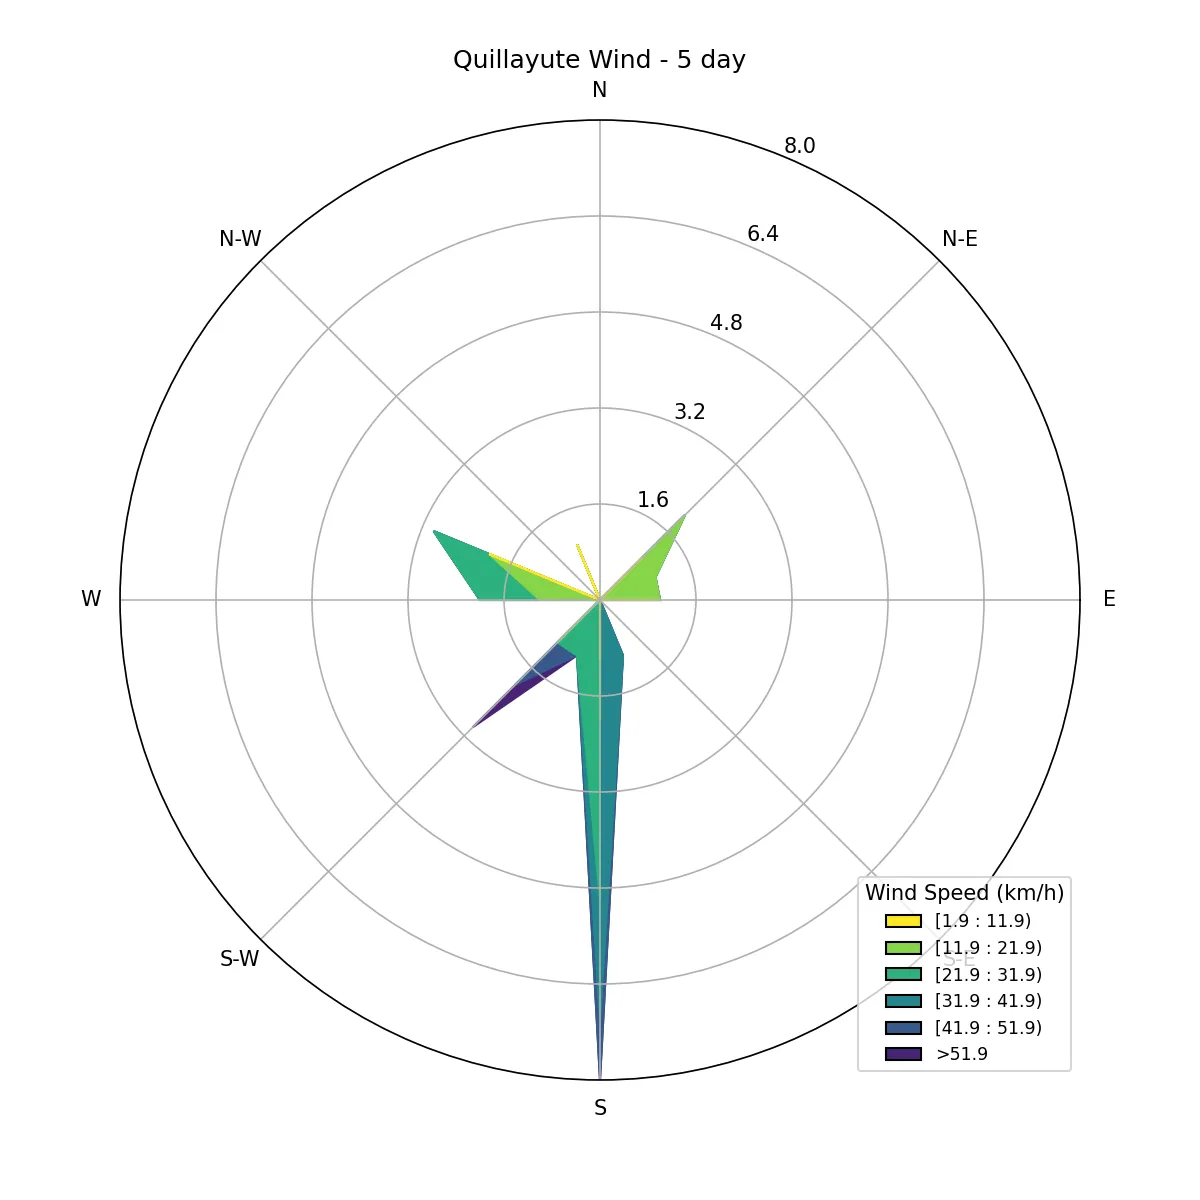 Quillayute Wind - 5 day
N
8.0
N-W
6.4
N-E
4.8
3.2
1.6
W
E
S-W
S-E
S
Wind Speed (km/h)
[1.9 : 11.9)
[11.9 : 21.9)
[21.9 : 31.9)
[31.9 : 41.9)
[41.9 : 51.9)
>51.9